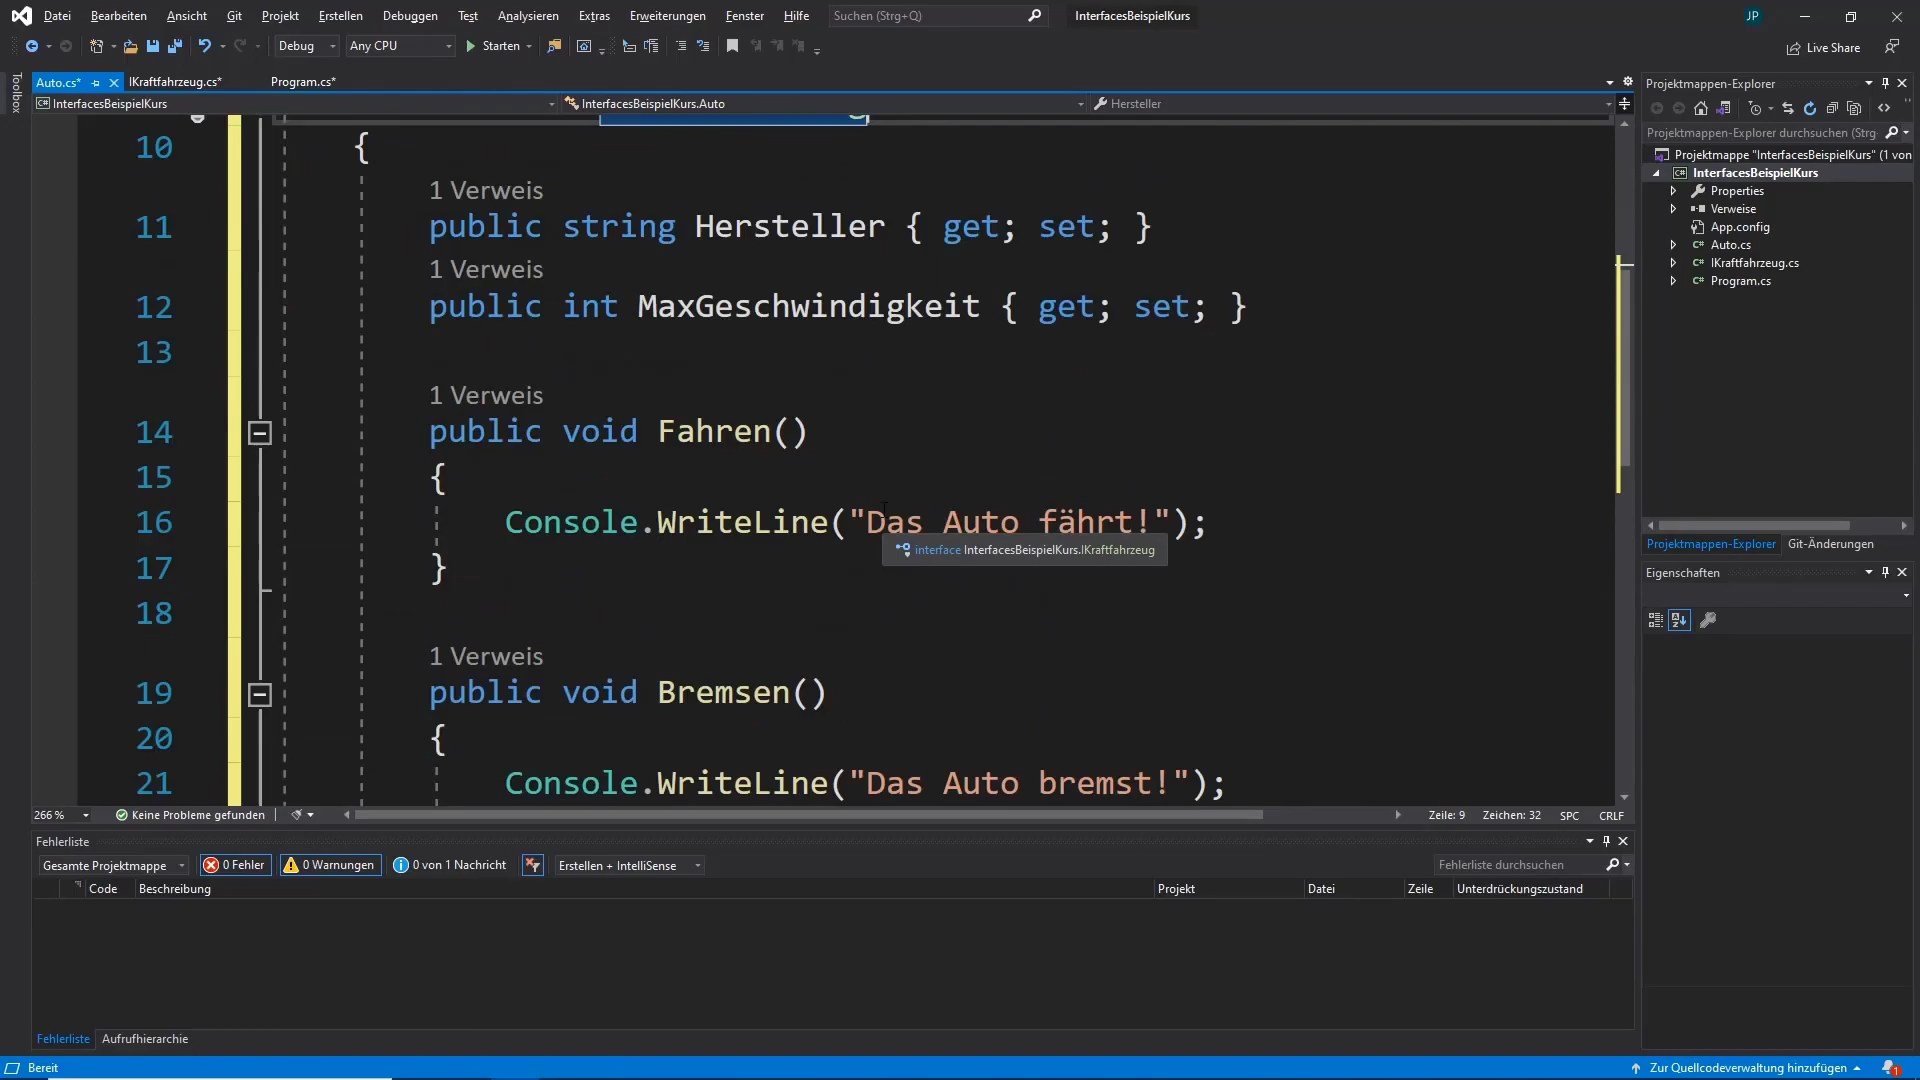 Datei Bearbeiten Ansicht Git Projekt Erstellen Debuggen Test Analysieren Extras Erweiterungen Fenster Hilfe Suchen (Strg+Q) InterfacesBeispielKurs JP
Debug Any CPU Starten Live Share
Toolbox
Auto.cs* IKraftfahrzeug.cs* Program.cs*
InterfacesBeispielKurs InterfacesBeispielKurs.Auto Hersteller
10 {
1 Verweis
11 public string Hersteller { get; set; }
1 Verweis
12 public int MaxGeschwindigkeit { get; set; }
13
1 Verweis
14 public void Fahren()
15 {
16 Console.WriteLine("Das Auto fährt!");
interface InterfacesBeispielKurs.IKraftfahrzeug
17 }
18
1 Verweis
19 public void Bremsen()
20 {
21 Console.WriteLine("Das Auto bremst!");
266 % Keine Probleme gefunden Zeile: 9 Zeichen: 32 SPC CRLF
Fehlerliste
Gesamte Projektmappe 0 Fehler 0 Warnungen 0 von 1 Nachricht Erstellen + IntelliSense Fehlerliste durchsuchen
Code Beschreibung Projekt Datei Zeile Unterdrückungszustand
Fehlerliste Aufrufhierarchie
Projektmappen-Explorer
Projektmappen-Explorer durchsuchen (Strg
Projektmappe "InterfacesBeispielKurs" (1 von
InterfacesBeispielKurs
Properties
Verweise
App.config
Auto.cs
IKraftfahrzeug.cs
Program.cs
Projektmappen-Explorer Git-Änderungen
Eigenschaften
Bereit Zur Quellcodeverwaltung hinzufügen 1